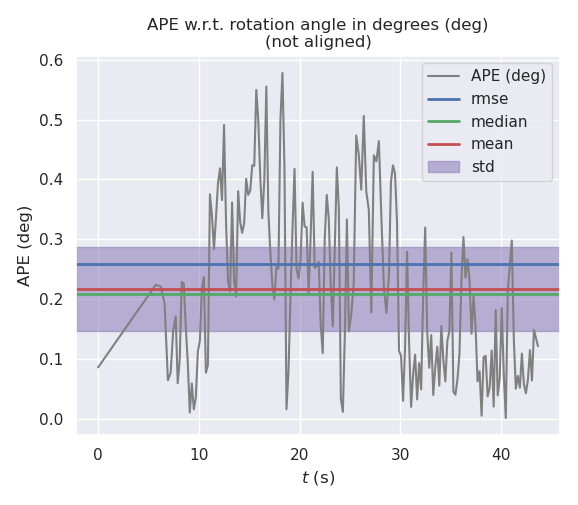 APE w.r.t. rotation angle in degrees (deg)
(not aligned)
APE (deg)
rmse
median
mean
std
APE (deg)
0.6
0.5
0.4
0.3
0.2
0.1
0.0
0 10 20 30 40
t (s)